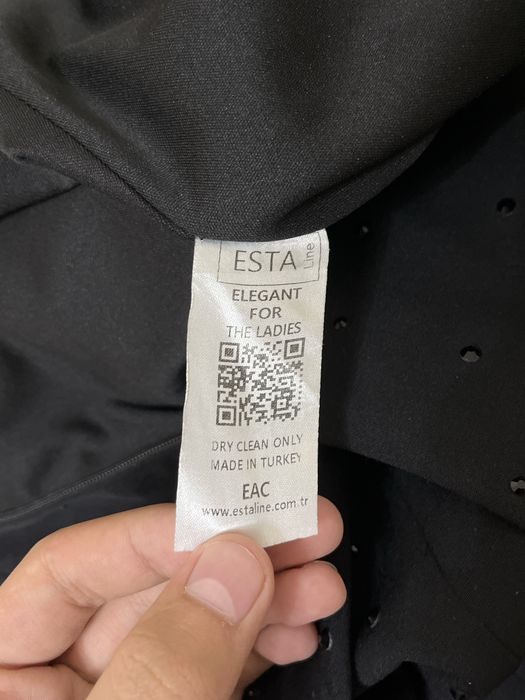 ESTA Line
ELEGANT
FOR
THE LADIES
DRY CLEAN ONLY
MADE IN TURKEY
EAC
www.estaline.com.tr